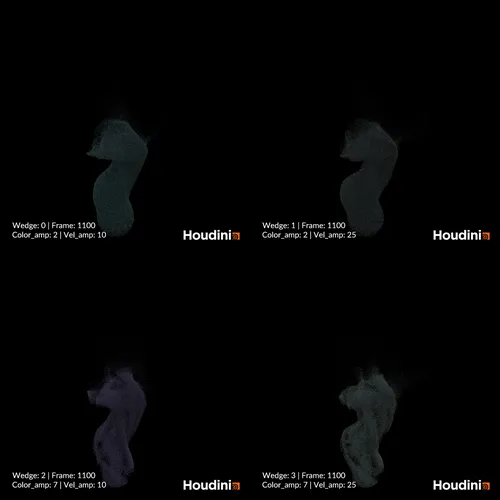 Wedge: 0 | Frame: 1100
Color_amp: 2 | Vel_amp: 10
Houdini
Wedge: 1 | Frame: 1100
Color_amp: 2 | Vel_amp: 25
Houdini
Wedge: 2 | Frame: 1100
Color_amp: 7 | Vel_amp: 10
Houdini
Wedge: 3 | Frame: 1100
Color_amp: 7 | Vel_amp: 25
Houdini